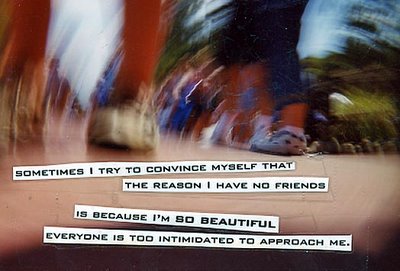 SOMETIMES I TRY TO CONVINCE MYSELF THAT
THE REASON I HAVE NO FRIENDS
IS BECAUSE I'M SO BEAUTIFUL
EVERYONE IS TOO INTIMIDATED TO APPROACH ME.